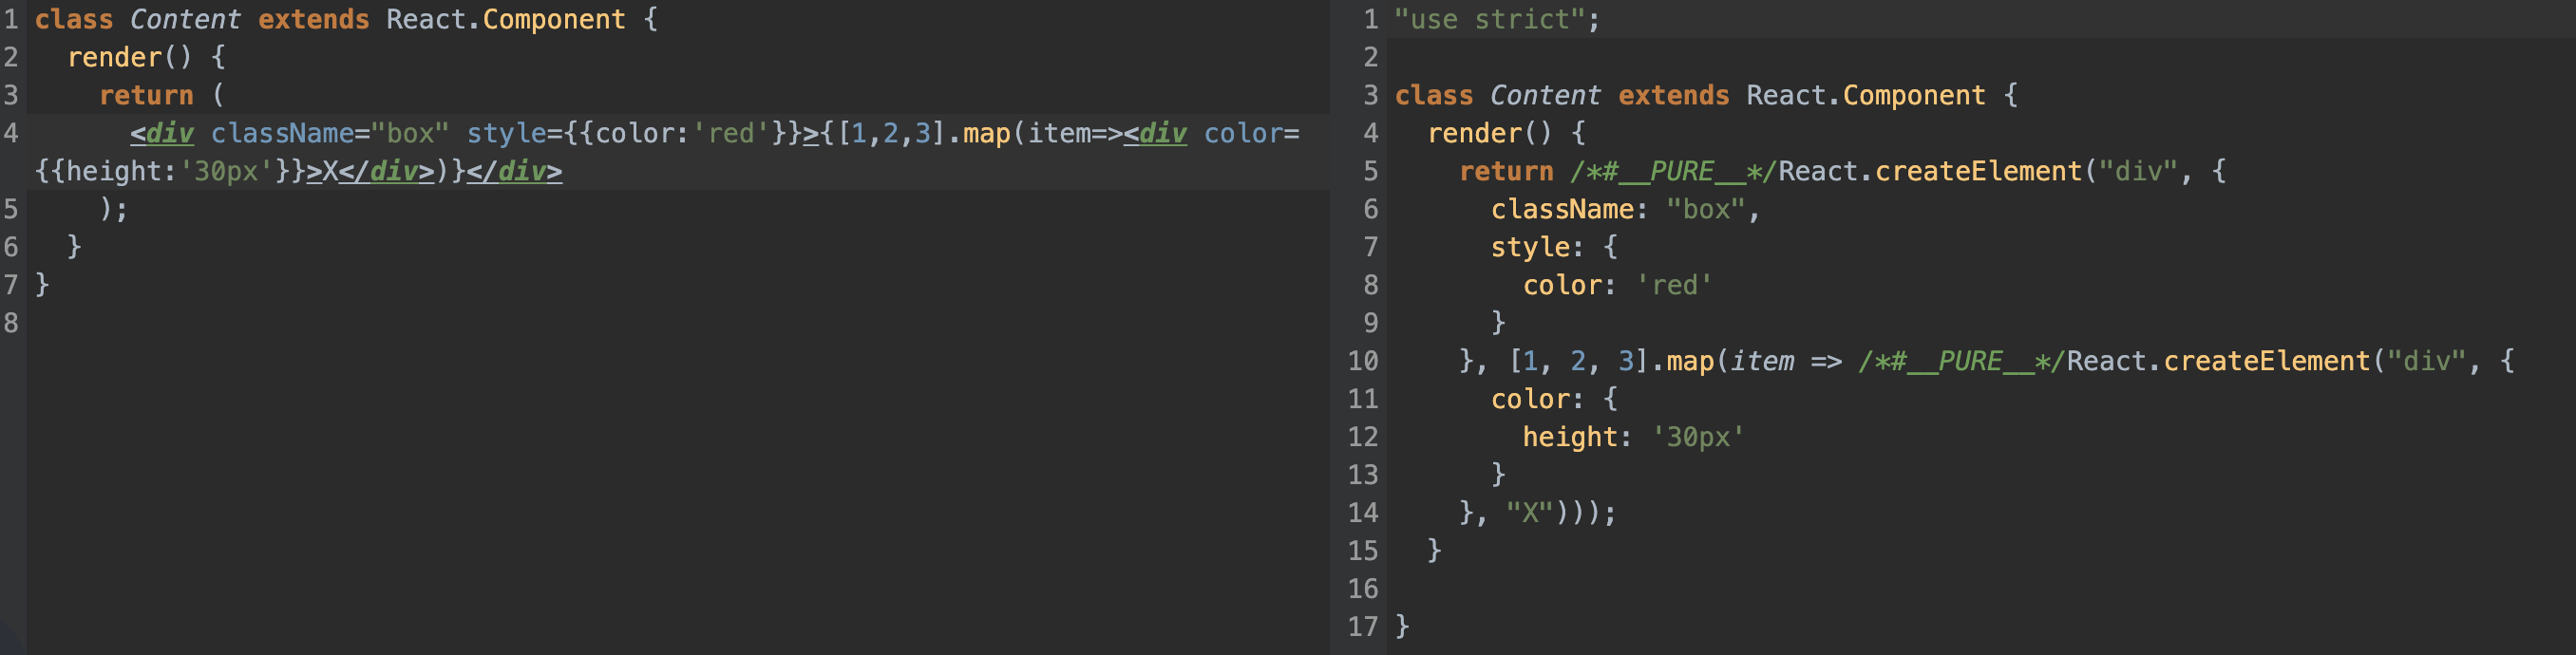 1 class Content extends React.Component {
2   render() {
3     return (
4       <div className="box" style={{color:'red'}}>{[1,2,3].map(item=><div color=
{{height:'30px'}}>X</div>)}</div>
5     );
6   }
7 }
8
1 "use strict";
2
3 class Content extends React.Component {
4   render() {
5     return /*#__PURE__*/React.createElement("div", {
6       className: "box",
7       style: {
8         color: 'red'
9       }
10     }, [1, 2, 3].map(item => /*#__PURE__*/React.createElement("div", {
11       color: {
12         height: '30px'
13       }
14     }, "X")));
15   }
16
17 }